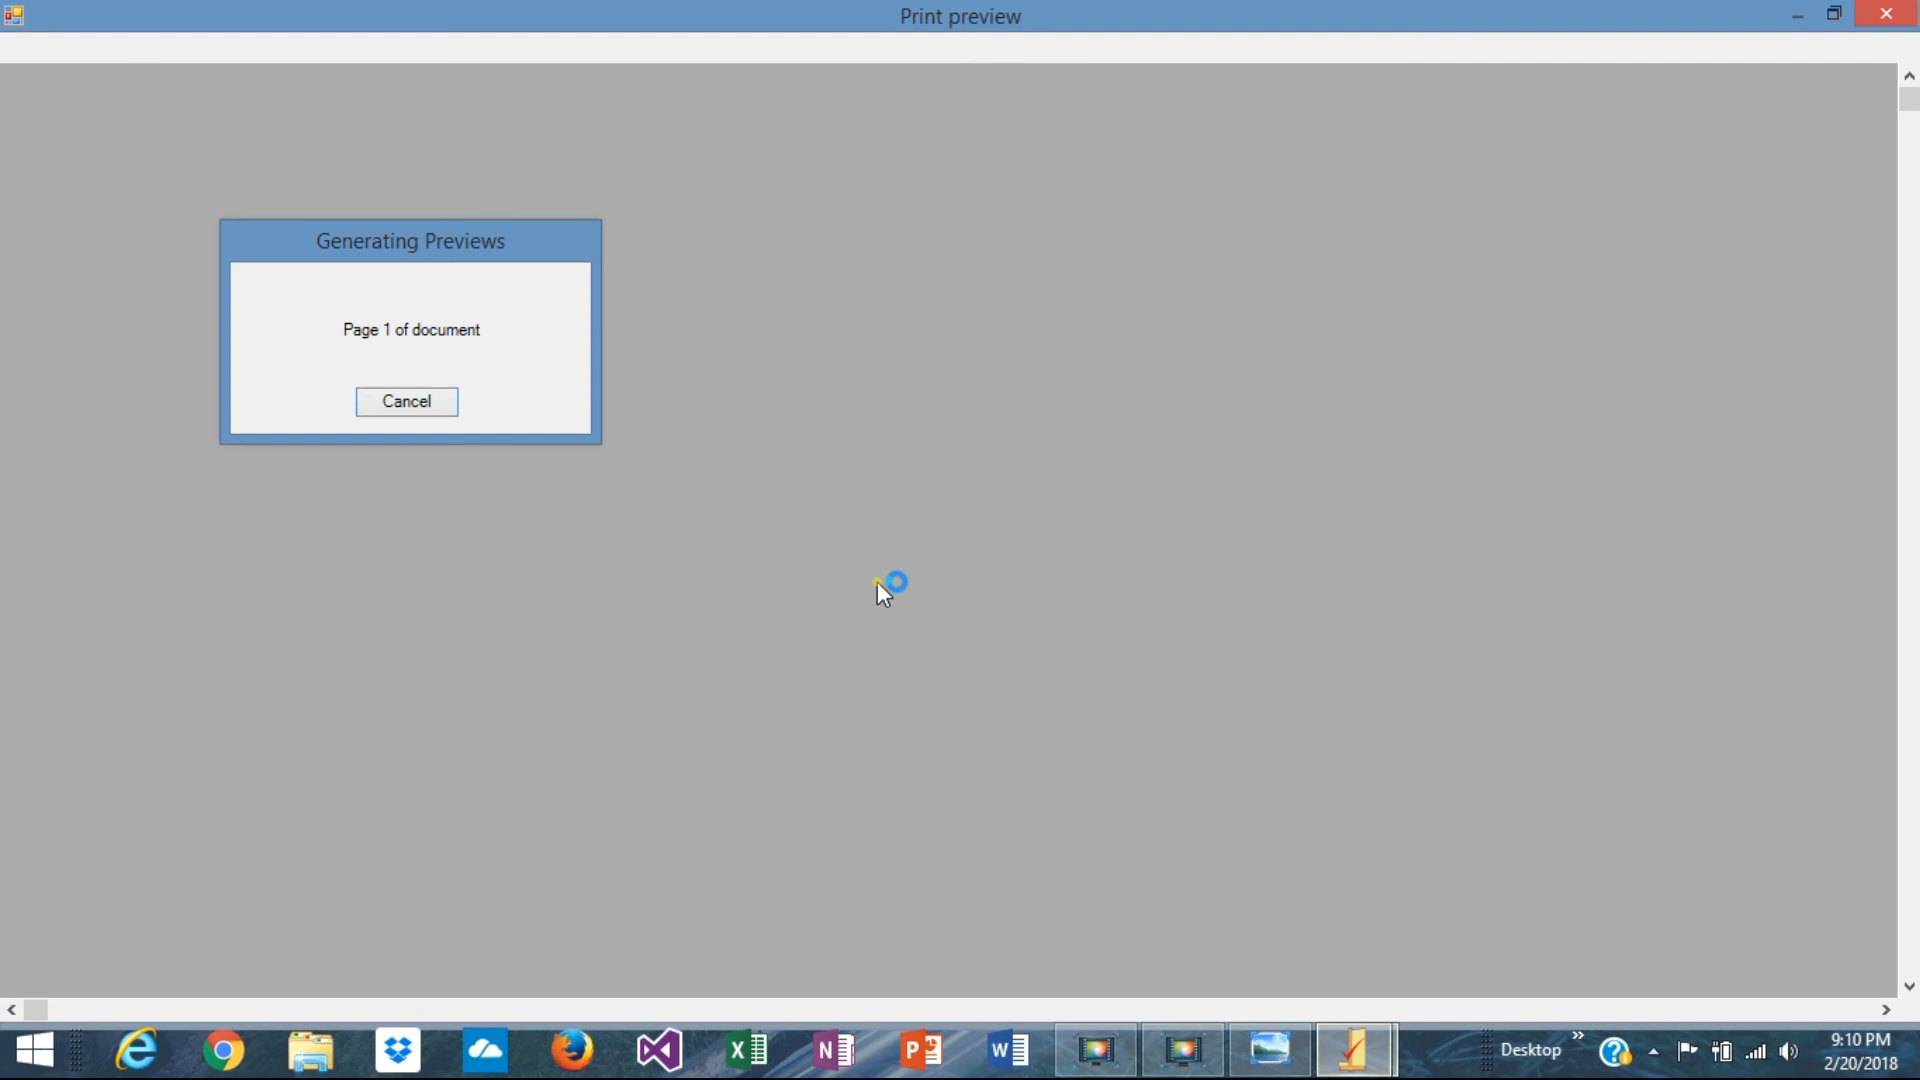 Print preview
Generating Previews
Page 1 of document
Cancel
Desktop
9:10 PM
2/20/2018